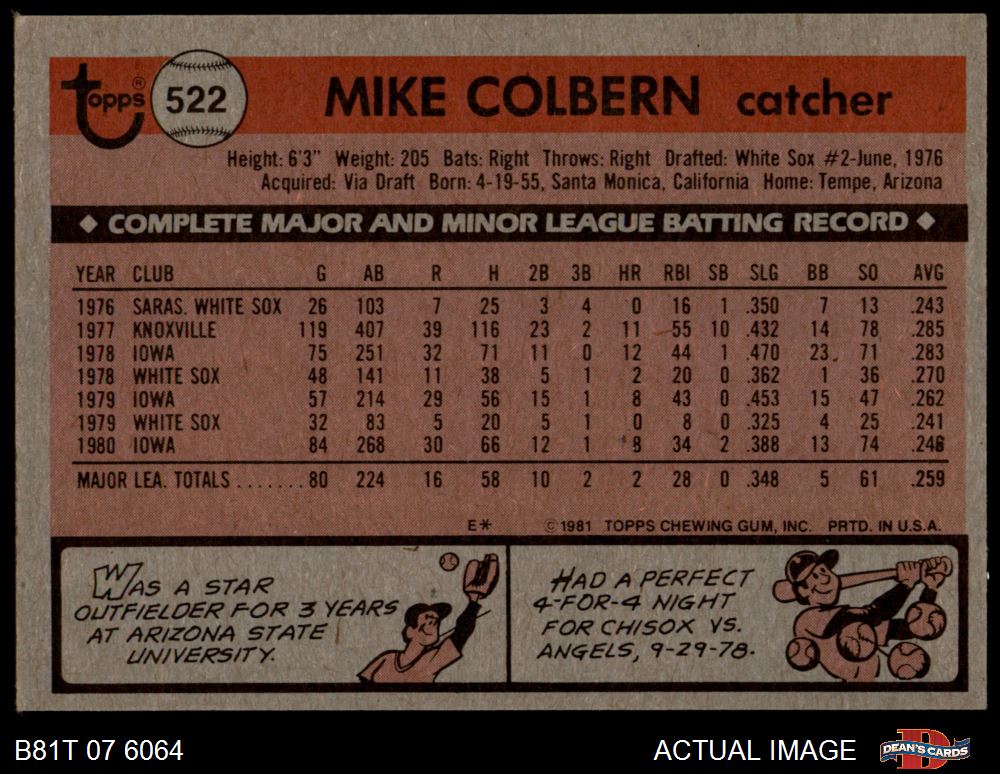 Topps®
522
MIKE COLBERN catcher
Height: 6'3" Weight: 205 Bats: Right Throws: Right Drafted: White Sox #2-June, 1976
Acquired: Via Draft Born: 4-19-55, Santa Monica, California Home: Tempe, Arizona
◆ COMPLETE MAJOR AND MINOR LEAGUE BATTING RECORD ◆
YEAR CLUB G AB R H 2B 3B HR RBI SB SLG BB SO AVG
1976 SARAS. WHITE SOX 26 103 7 25 3 4 0 16 1 .350 7 13 .243
1977 KNOXVILLE 119 407 39 116 23 2 11 55 10 .432 14 78 .285
1978 IOWA 75 251 32 71 11 0 12 44 1 .470 23 71 .283
1978 WHITE SOX 48 141 11 38 5 1 2 20 0 .362 1 36 .270
1979 IOWA 57 214 29 56 15 1 8 43 0 .453 15 47 .262
1979 WHITE SOX 32 83 5 20 5 1 0 8 0 .325 4 25 .241
1980 IOWA 84 268 30 66 12 1 8 34 2 .388 13 74 .246
MAJOR LEA. TOTALS.......80 224 16 58 10 2 2 28 0 .348 5 61 .259
E* ©1981 TOPPS CHEWING GUM, INC. PRTD. IN U.S.A.
WAS A STAR
OUTFIELDER FOR 3 YEARS
AT ARIZONA STATE
UNIVERSITY.
HAD A PERFECT
4-FOR-4 NIGHT
FOR CHISOX VS.
ANGELS, 9-29-78.
B81T 07 6064
ACTUAL IMAGE
DEAN'S CARDS